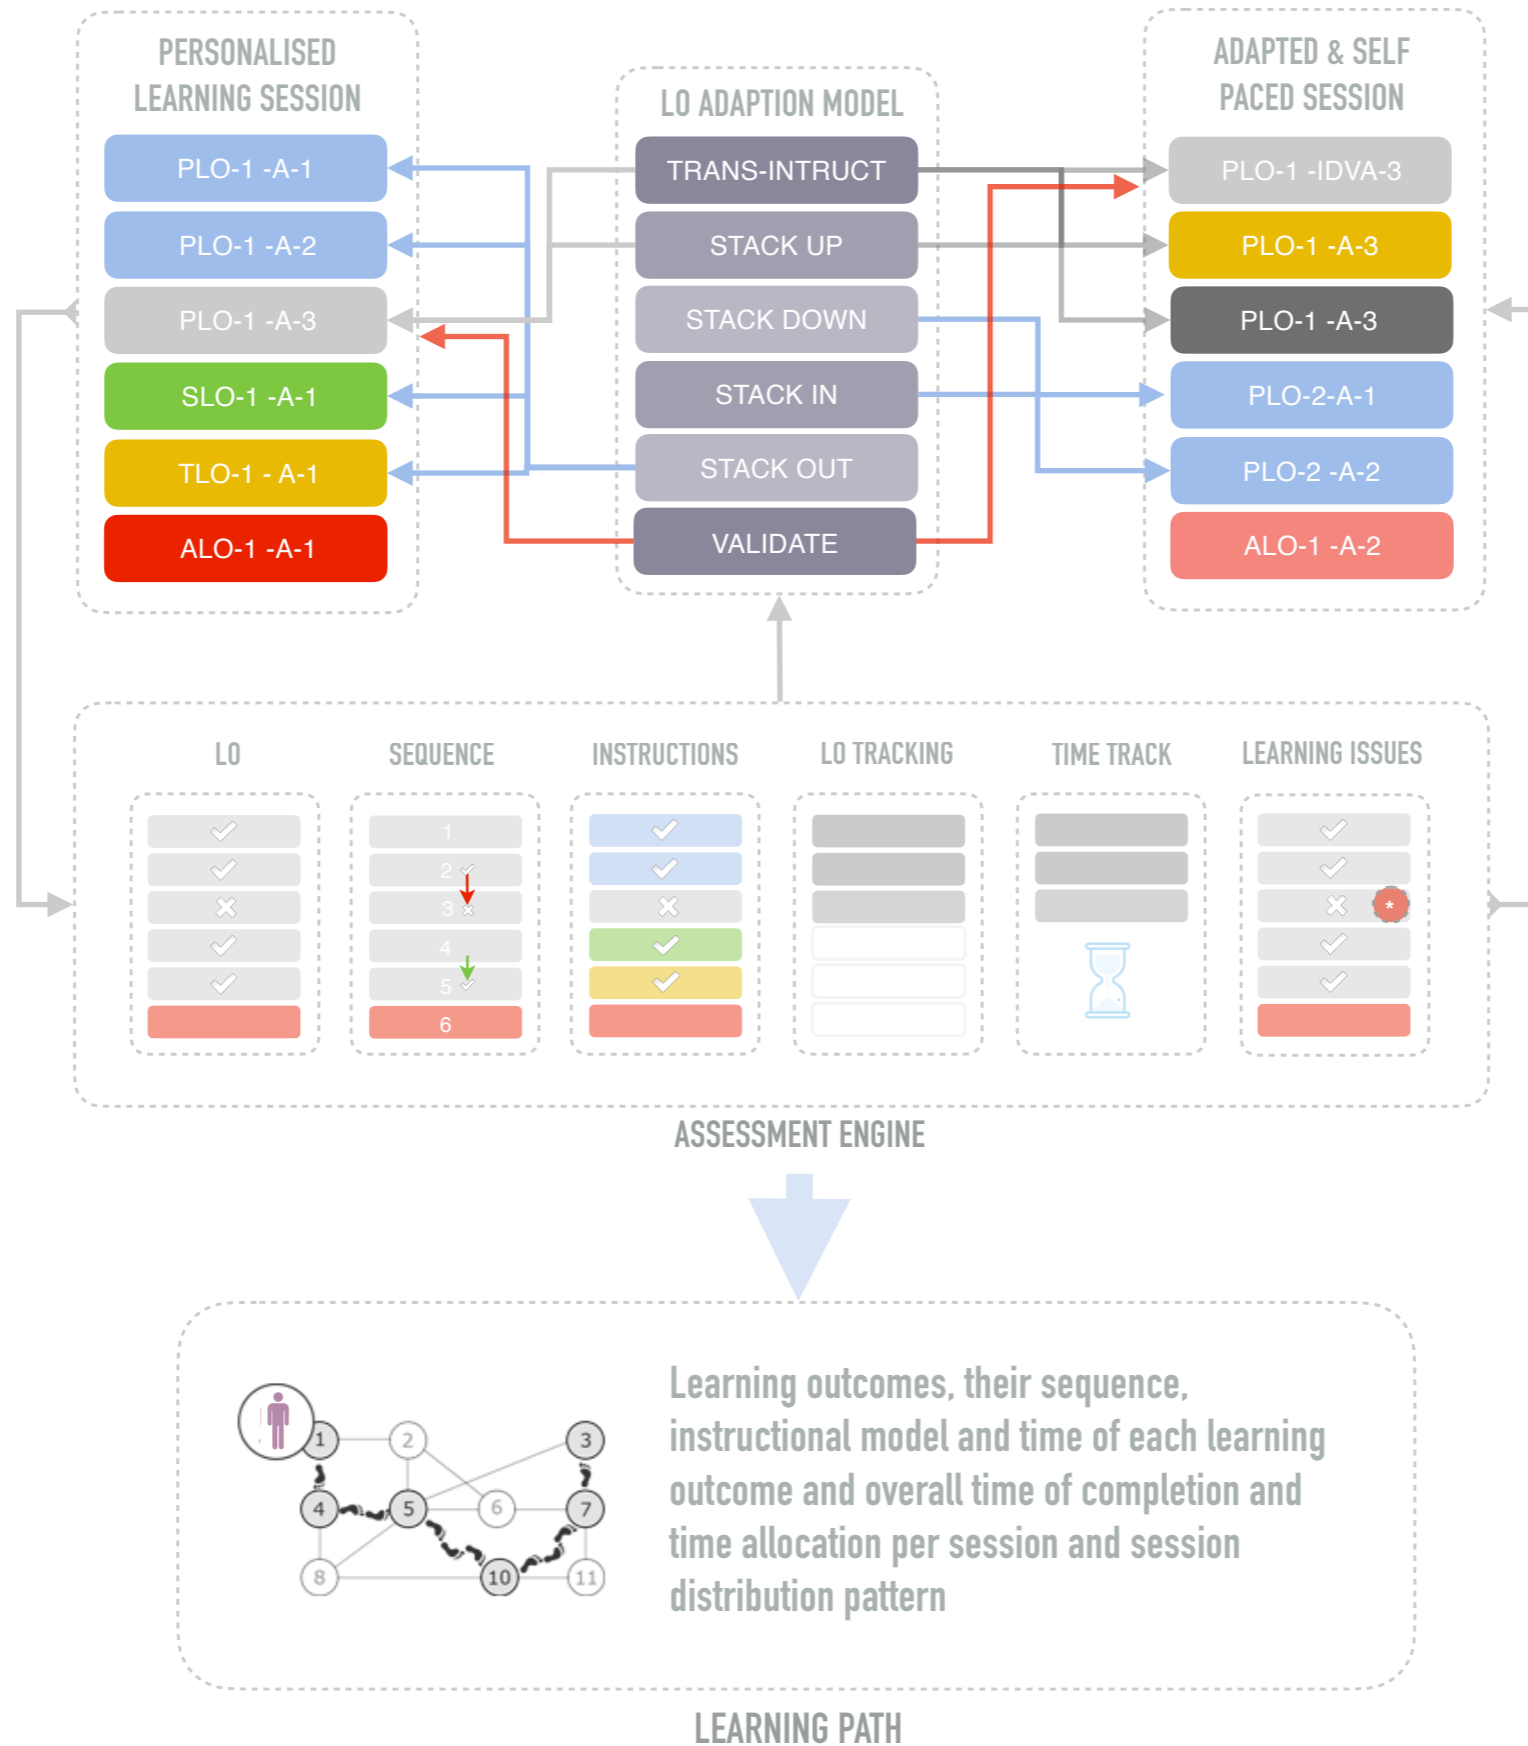 PERSONALISED
LEARNING SESSION
PLO-1 -A-1
PLO-1 -A-2
PLO-1 -A-3
SLO-1 -A-1
TLO-1 - A-1
ALO-1 -A-1
LO ADAPTION MODEL
TRANS-INTRUCT
STACK UP
STACK DOWN
STACK IN
STACK OUT
VALIDATE
ADAPTED & SELF
PACED SESSION
PLO-1 -IDVA-3
PLO-1 -A-3
PLO-1 -A-3
PLO-2-A-1
PLO-2 -A-2
ALO-1 -A-2
LO
SEQUENCE
1
2
3
4
5
6
INSTRUCTIONS
LO TRACKING
TIME TRACK
LEARNING ISSUES
*
ASSESSMENT ENGINE
1
2
3
4
5
6
7
8
10
11
Learning outcomes, their sequence,
instructional model and time of each learning
outcome and overall time of completion and
time allocation per session and session
distribution pattern
LEARNING PATH